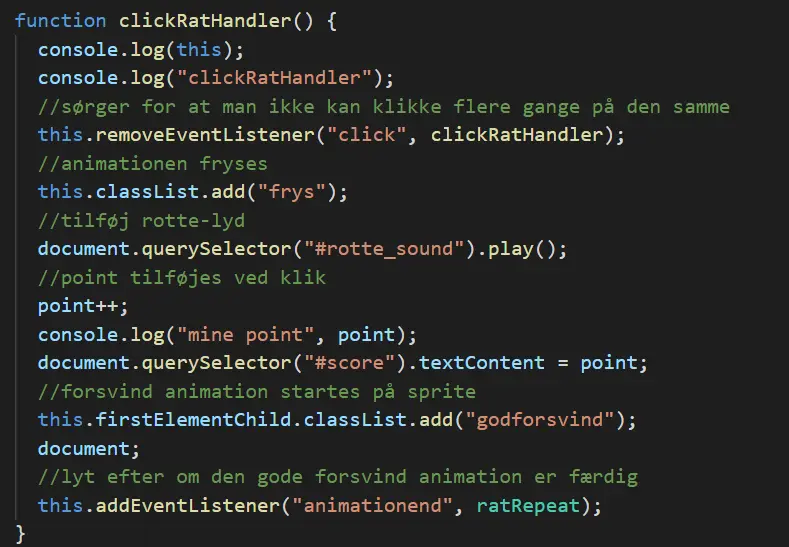 function clickRatHandler() {
console.log(this);
console.log("clickRatHandler");
//sørger for at man ikke kan klikke flere gange på den samme
this.removeEventListener("click", clickRatHandler);
//animationen fryses
this.classList.add("frys");
//tilføj rotte-lyd
document.querySelector("#rotte_sound").play();
//point tilføjes ved klik
point++;
console.log("mine point", point);
document.querySelector("#score").textContent = point;
//forsvind animation startes på sprite
this.firstElementChild.classList.add("godforsvind");
document;
//lyt efter om den gode forsvind animation er færdig
this.addEventListener("animationend", ratRepeat);
}